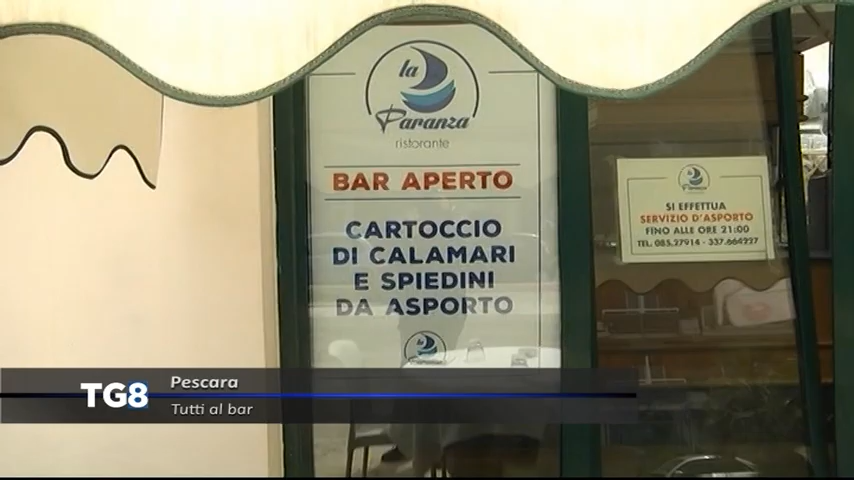 la
Paranza
ristorante
BAR APERTO
CARTOCCIO
DI CALAMARI
E SPIEDINI
DA ASPORTO
SI EFFETTUA
SERVIZIO D'ASPORTO
FINO ALLE ORE 21:00
TEL. 085.27914 - 337.664227
TG8
Pescara
Tutti al bar